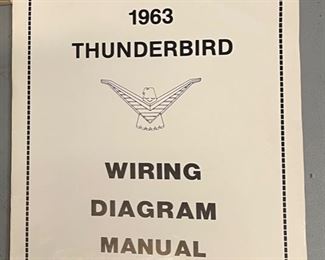 1963
THUNDERBIRD
WIRING
DIAGRAM
MANUAL